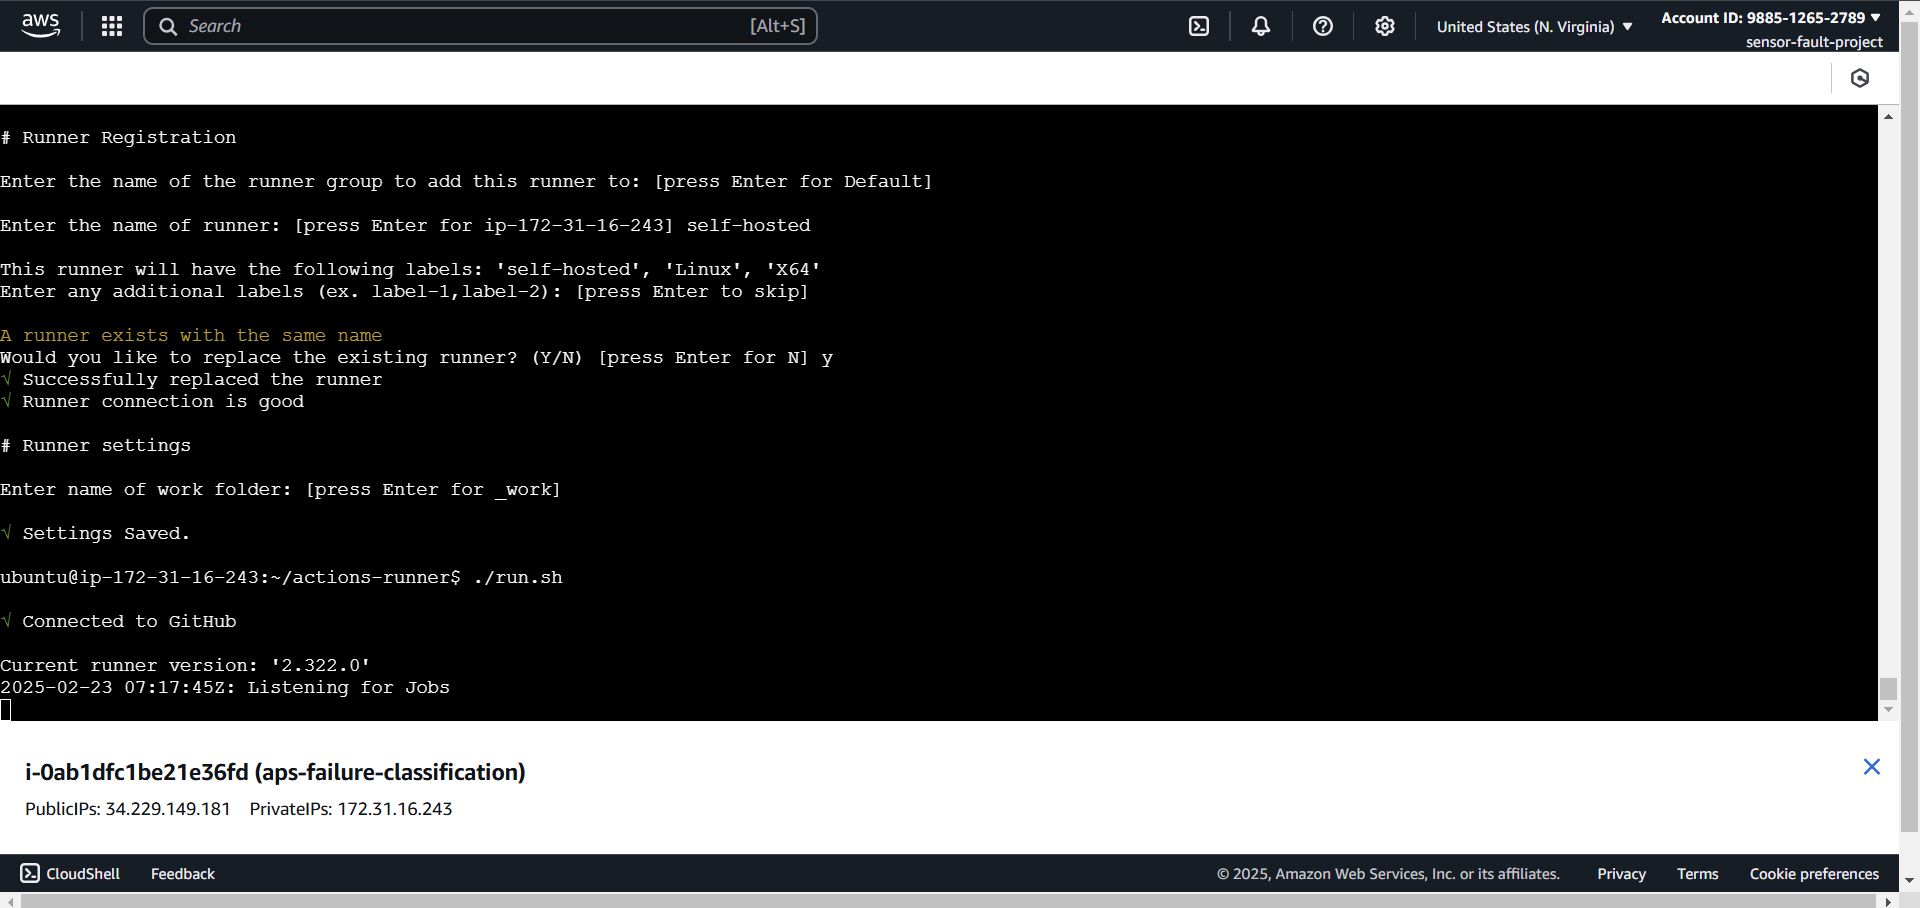 aws
Search [Alt+S]
United States (N. Virginia) ▼
Account ID: 9885-1265-2789 ▼
sensor-fault-project
# Runner Registration
Enter the name of the runner group to add this runner to: [press Enter for Default]
Enter the name of runner: [press Enter for ip-172-31-16-243] self-hosted
This runner will have the following labels: 'self-hosted', 'Linux', 'X64'
Enter any additional labels (ex. label-1,label-2): [press Enter to skip]
A runner exists with the same name
Would you like to replace the existing runner? (Y/N) [press Enter for N] y
√ Successfully replaced the runner
√ Runner connection is good
# Runner settings
Enter name of work folder: [press Enter for _work]
√ Settings Saved.
ubuntu@ip-172-31-16-243:~/actions-runner$ ./run.sh
√ Connected to GitHub
Current runner version: '2.322.0'
2025-02-23 07:17:45Z: Listening for Jobs
i-0ab1dfc1be21e36fd (aps-failure-classification)
PublicIPs: 34.229.149.181 PrivateIPs: 172.31.16.243
CloudShell Feedback © 2025, Amazon Web Services, Inc. or its affiliates. Privacy Terms Cookie preferences